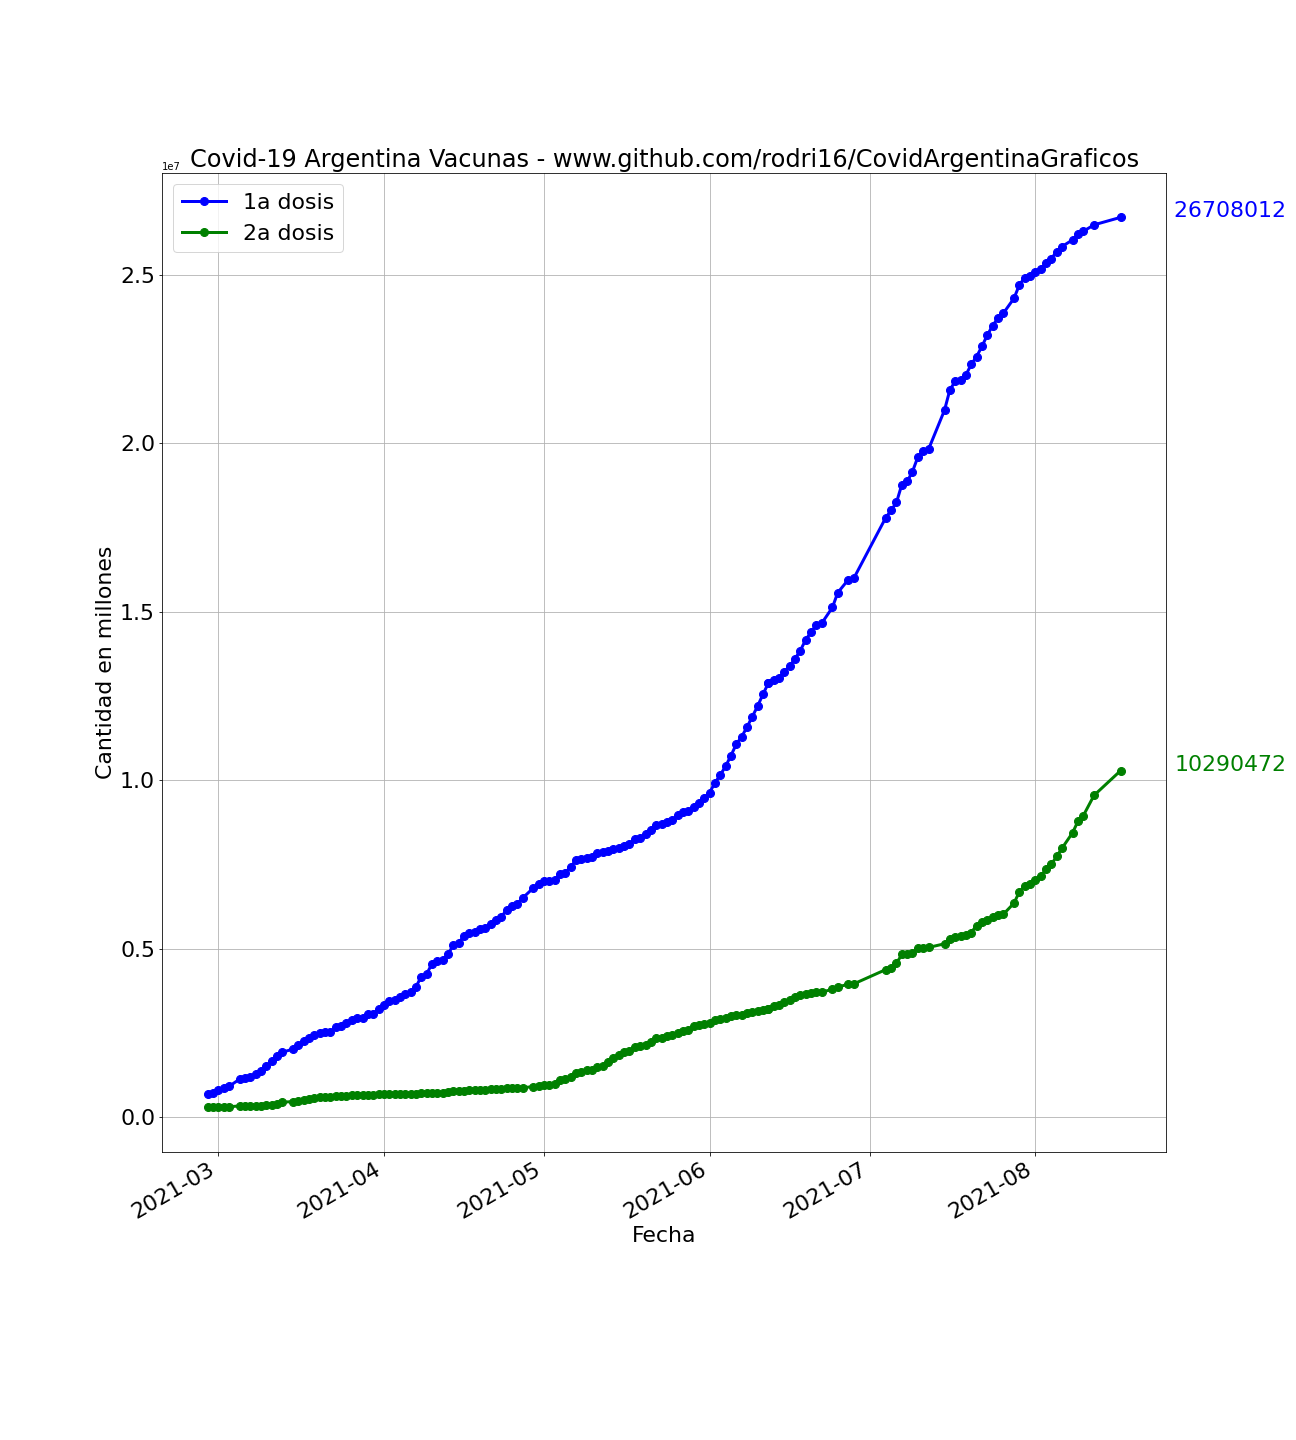 Covid-19 Argentina Vacunas - www.github.com/rodri16/CovidArgentinaGraficos
1e7
1a dosis
2a dosis
26708012
10290472
2.5
2.0
1.5
1.0
0.5
0.0
Cantidad en millones
2021-03
2021-04
2021-05
2021-06
2021-07
2021-08
Fecha